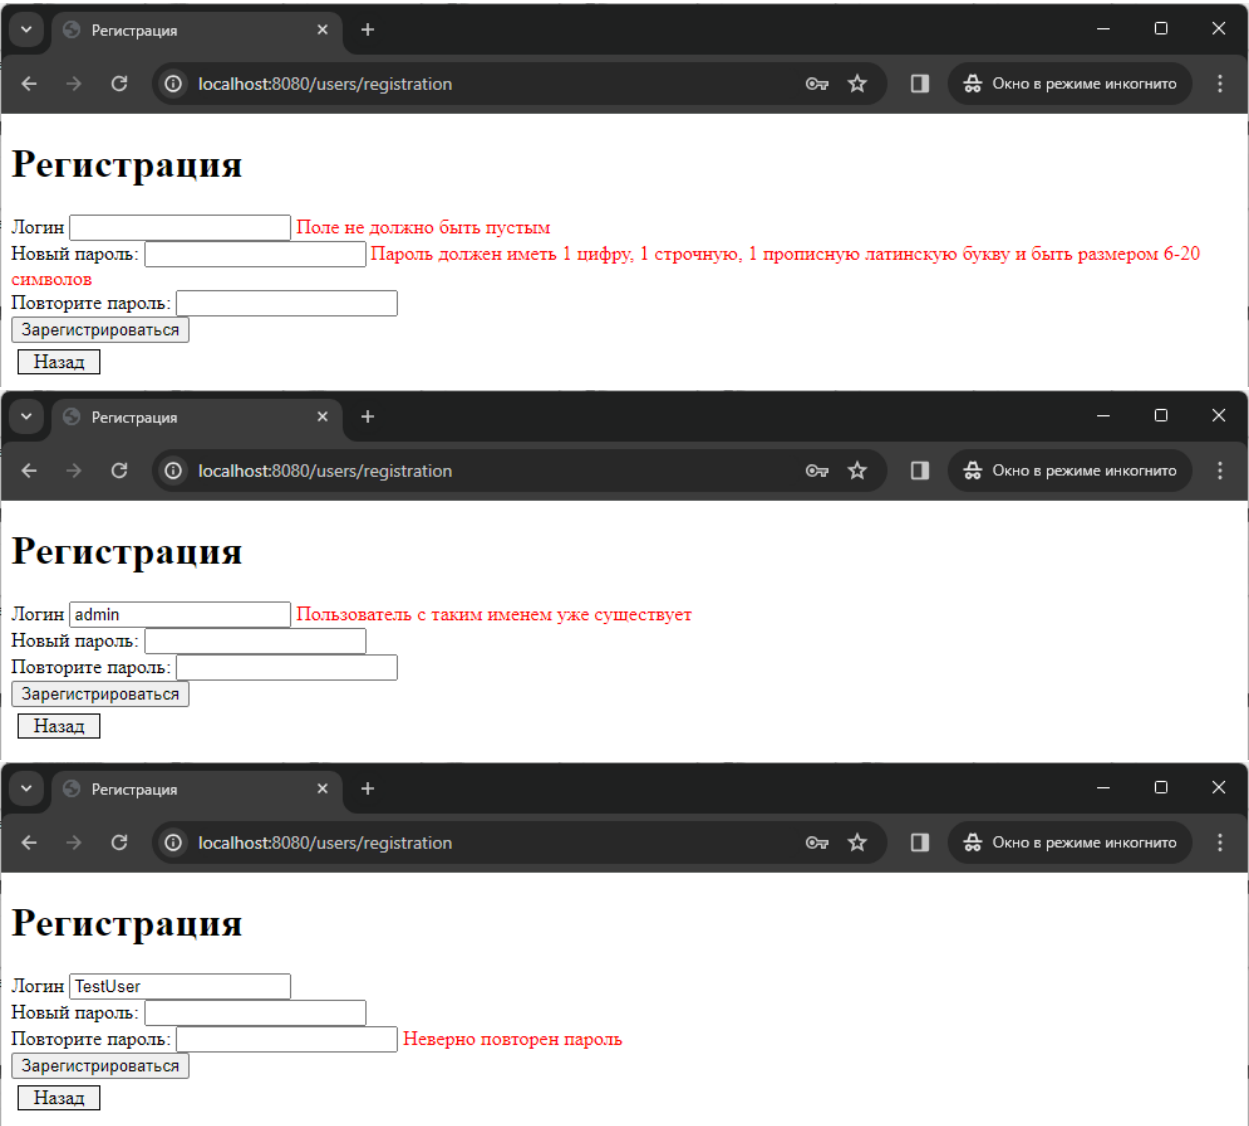 Регистрация
localhost:8080/users/registration
Окно в режиме инкогнито
Регистрация
Логин
Поле не должно быть пустым
Новый пароль:
Пароль должен иметь 1 цифру, 1 строчную, 1 прописную латинскую букву и быть размером 6-20
символов
Повторите пароль:
Зарегистрироваться
Назад
Регистрация
localhost:8080/users/registration
Окно в режиме инкогнито
Регистрация
Логин admin Пользователь с таким именем уже существует
Новый пароль:
Повторите пароль:
Зарегистрироваться
Назад
Регистрация
localhost:8080/users/registration
Окно в режиме инкогнито
Регистрация
Логин TestUser
Новый пароль:
Повторите пароль: Неверно повторен пароль
Зарегистрироваться
Назад